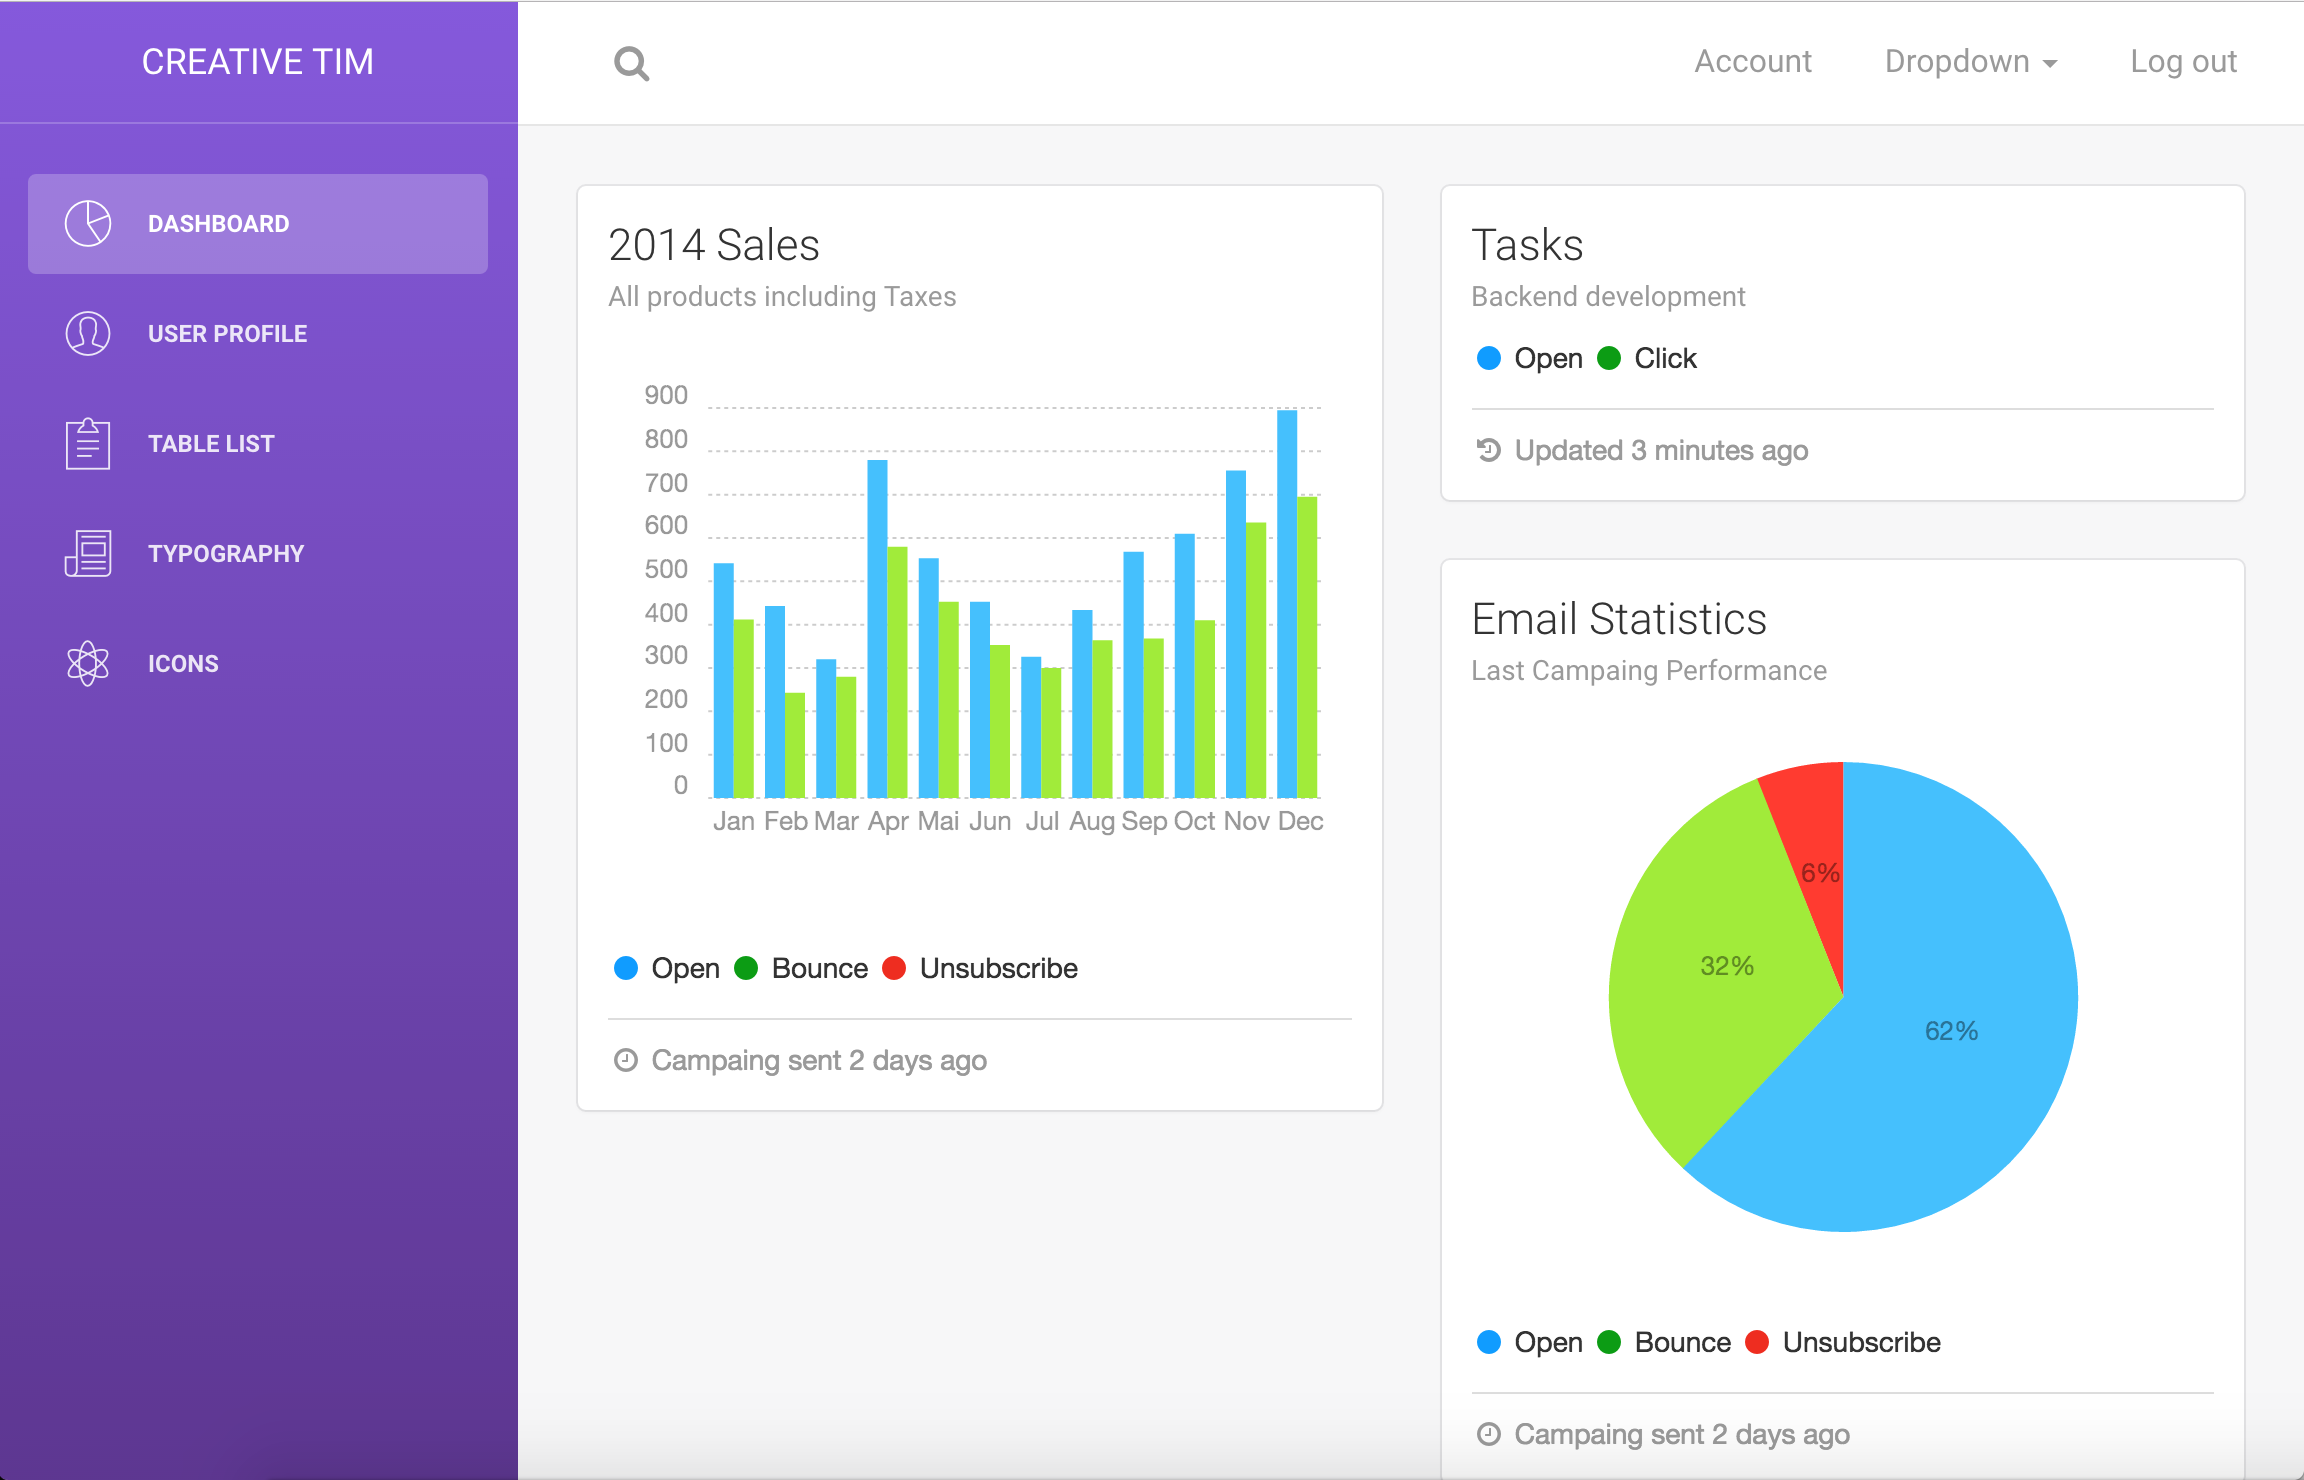 CREATIVE TIM
Account Dropdown Log out
DASHBOARD
USER PROFILE
TABLE LIST
TYPOGRAPHY
ICONS
2014 Sales
All products including Taxes
900
800
700
600
500
400
300
200
100
0
Jan Feb Mar Apr Mai Jun Jul Aug Sep Oct Nov Dec
Open Bounce Unsubscribe
Campaing sent 2 days ago
Tasks
Backend development
Open Click
Updated 3 minutes ago
Email Statistics
Last Campaing Performance
6%
32%
62%
Open Bounce Unsubscribe
Campaing sent 2 days ago